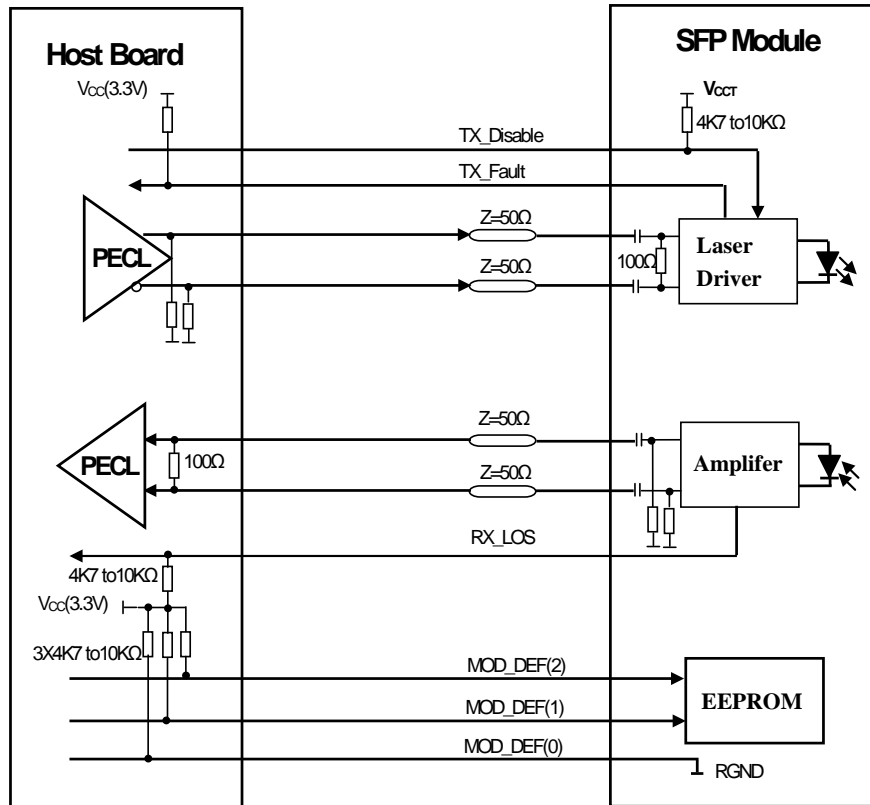 Host Board
SFP Module
VCC(3.3V)
VCCT
4K7 to10KΩ
TX_Disable
TX_Fault
Z=50Ω
PECL
100Ω
Laser
Driver
Z=50Ω
Z=50Ω
PECL
100Ω
Amplifer
Z=50Ω
RX_LOS
4K7 to10KΩ
VCC(3.3V)
3X4K7 to10KΩ
MOD_DEF(2)
EEPROM
MOD_DEF(1)
MOD_DEF(0)
RGND